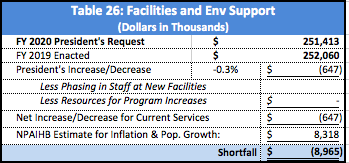 Table 26: Facilities and Env Support
(Dollars in Thousands)
FY 2020 President's Request $ 251,413
FY 2019 Enacted $ 252,060
President's Increase/Decrease -0.3% $ (647)
Less Phasing in Staff at New Facilities
Less Resources for Program Increases $ -
Net Increase/Decrease for Current Services $ (647)
NPAIHB Estimate for Inflation & Pop. Growth: $ 8,318
Shortfall $ (8,965)